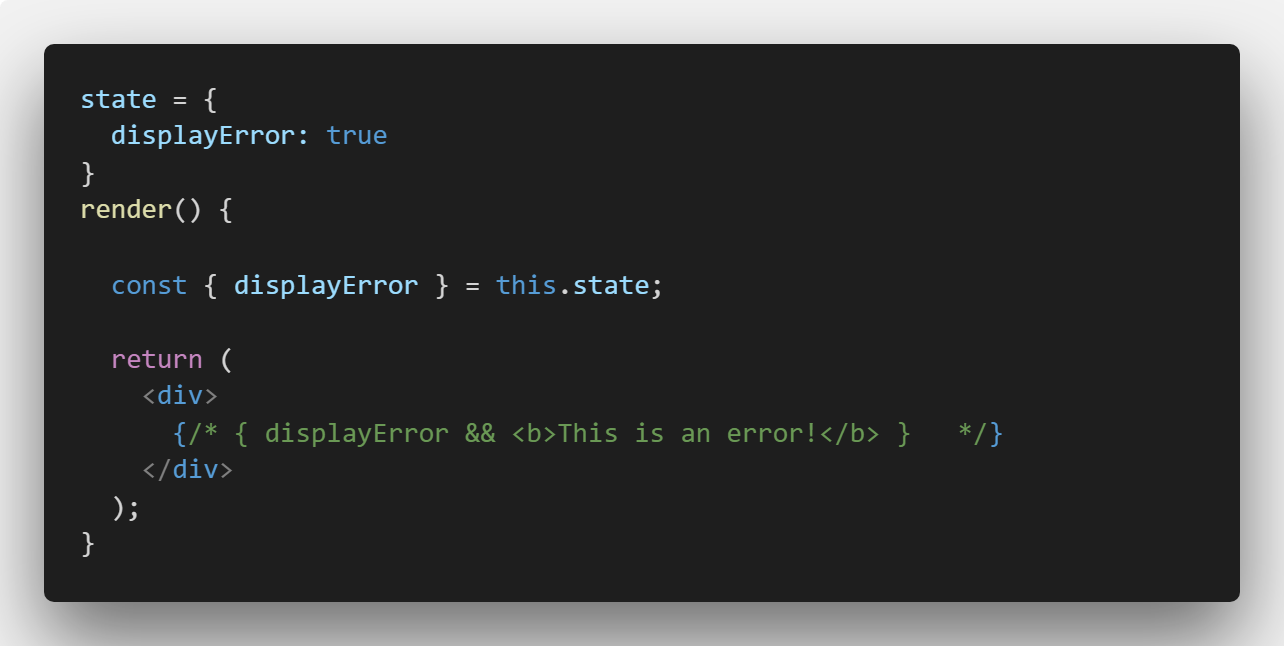 state = {
  displayError: true
}
render() {

  const { displayError } = this.state;

  return (
    <div>
      {/* { displayError && <b>This is an error!</b> }   */}
    </div>
  );
}